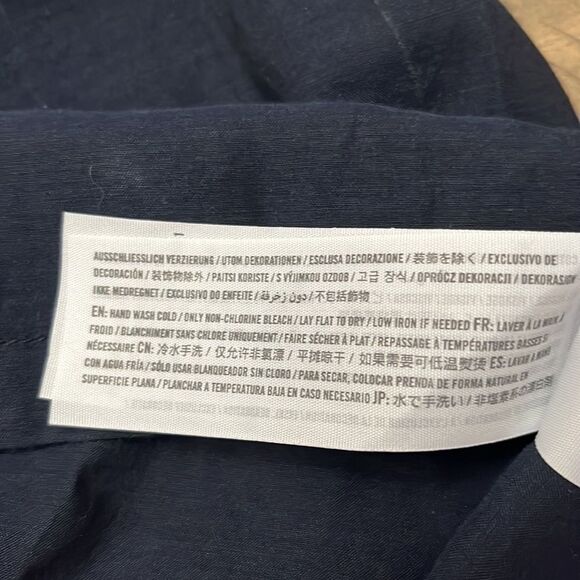 AUSSCHLIESSLICH VERZIERUNG / UTOM DEKORATIONEN / ESCLUSA DECORAZIONE / 装飾を除く / EXCLUSIVO DE
DECORACIÓN / 装饰物除外 / PAITSI KORISTE / S VÝJIMKOU OZDOB / 고급 장식 / OPRÓCZ DEKORACJI / DEKORASJON
IKKE MEDREGNET / EXCLUSIVO DO ENFEITE / دون زخرفة / 不包括飾物
EN: HAND WASH COLD / ONLY NON-CHLORINE BLEACH / LAY FLAT TO DRY / LOW IRON IF NEEDED FR: LAVER À LA MAIN À
FROID / BLANCHIMENT SANS CHLORE UNIQUEMENT / FAIRE SÉCHER À PLAT / REPASSAGE À TEMPÉRATURES BASSES SI
NÉCESSAIRE CN: 冷水手洗 / 仅允许非氯漂 / 平摊晾干 / 如果需要可低温熨烫 ES: LAVAR A MANO
CON AGUA FRÍA / SÓLO USAR BLANQUEADOR SIN CLORO / PARA SECAR, COLOCAR PRENDA DE FORMA NATURAL EN
SUPERFICIE PLANA / PLANCHAR A TEMPERATURA BAJA EN CASO NECESARIO JP: 水で手洗い / 非塩素系の漂白